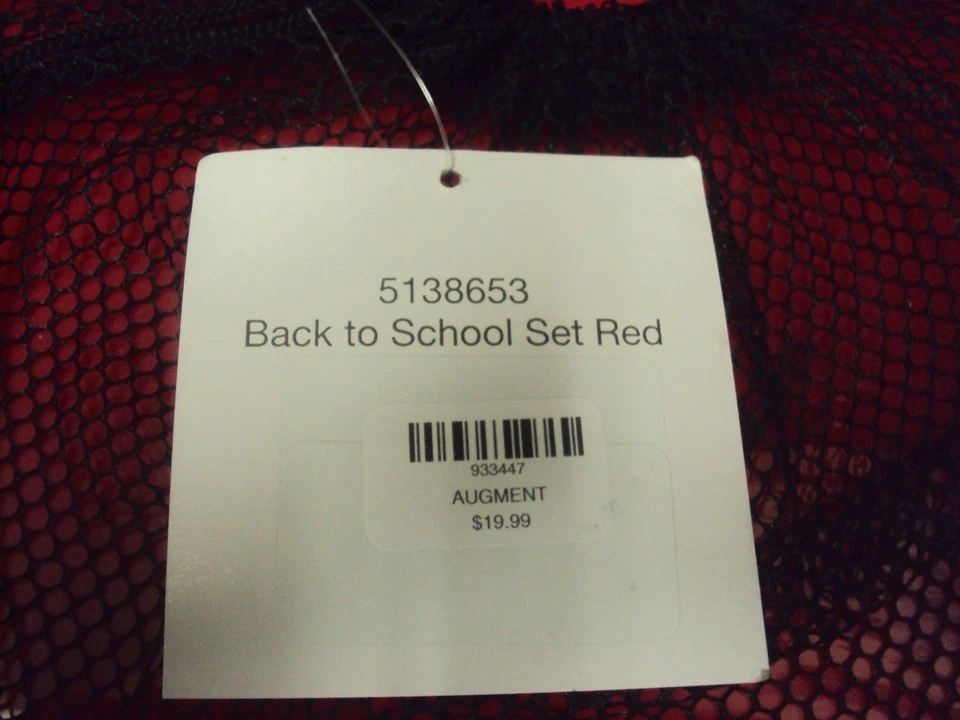 5138653
Back to School Set Red
933447
AUGMENT
$19.99